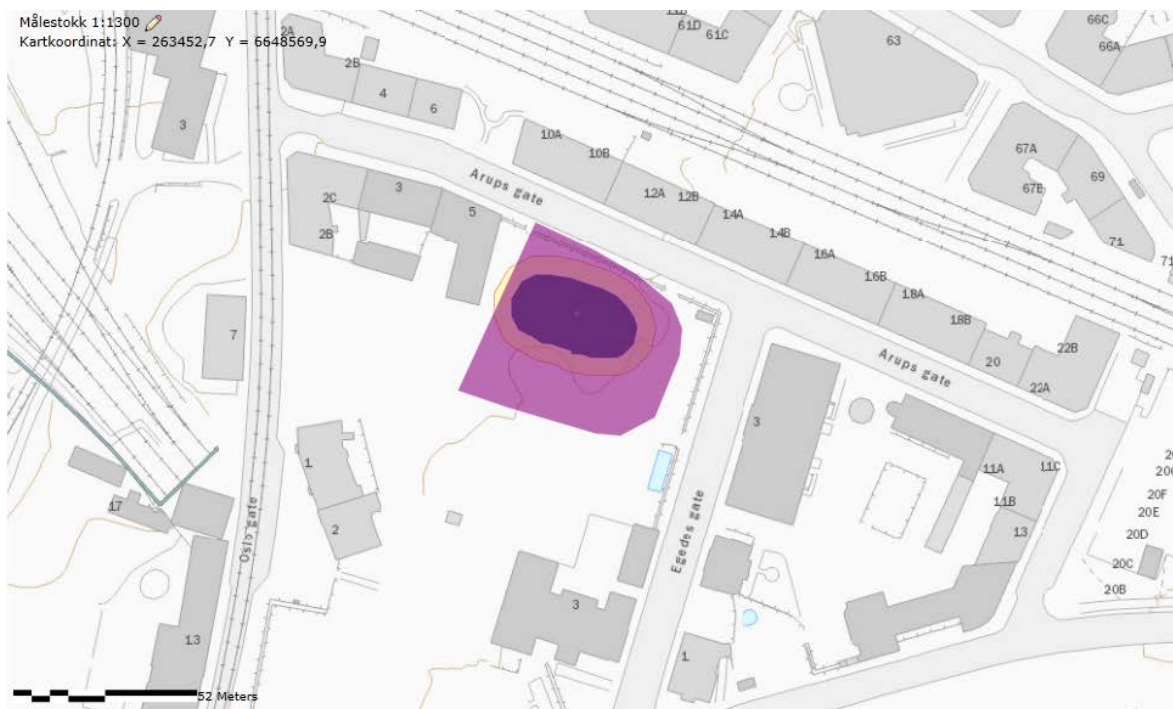 Målestokk 1:1300
Kartkoordinat: X = 263452,7 Y = 6648569,9
61D
61C
66C
66A
63
2A
2B
4
6
3
10A
10B
67A
67B
69
71
Arups gate
12A
12B
14A
14B
16A
16B
18A
18B
20
22B
22A
2C
3
5
2B
7
Arups gate
3
1
2
11A
11C
11B
13
17
Oslo gate
Egedes gate
20F
20E
20D
20C
20B
3
13
1
52 Meters